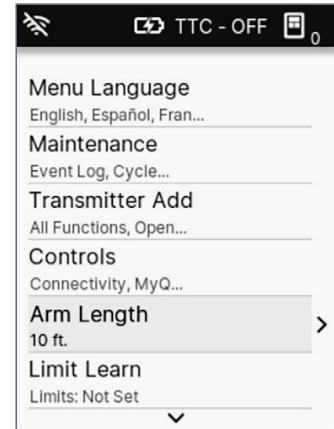 TTC - OFF 0
Menu Language
English, Español, Fran...
Maintenance
Event Log, Cycle...
Transmitter Add
All Functions, Open...
Controls
Connectivity, MyQ...
Arm Length
10 ft.
Limit Learn
Limits: Not Set